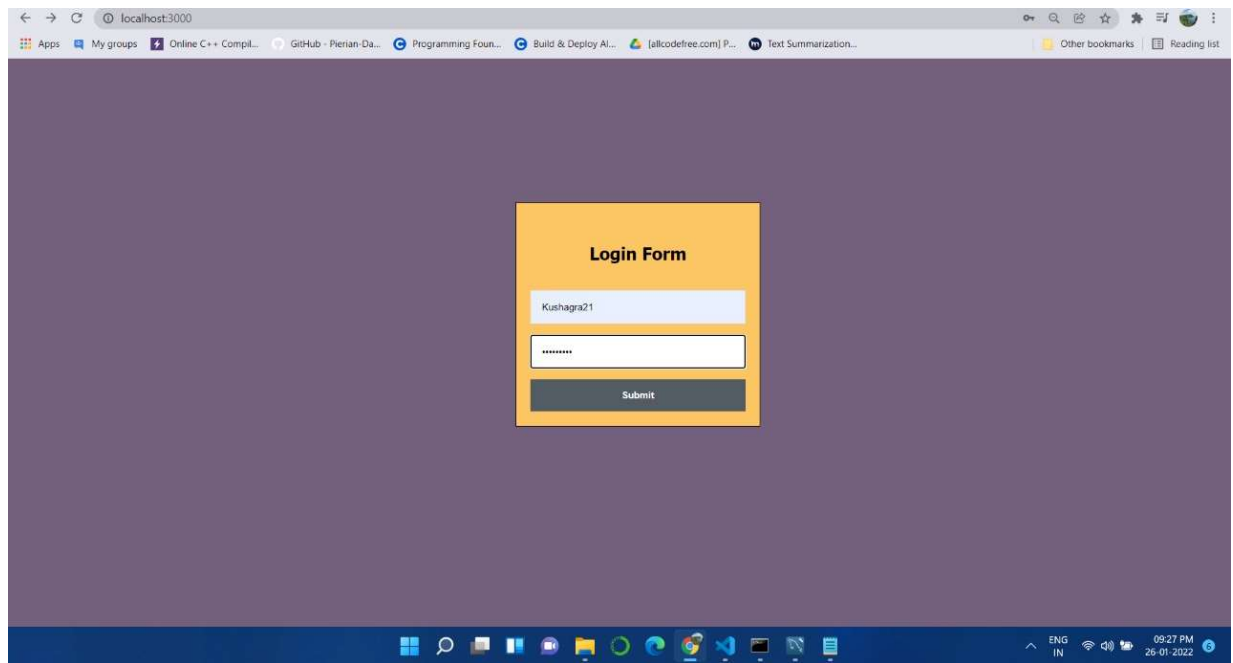 localhost:3000
Apps My groups Online C++ Compil... GitHub - Pierian-Da... Programming Foun... Build & Deploy AI... [allcodefree.com] P... Text Summarization... Other bookmarks Reading list
Login Form
Kushagra21
•••••••••
Submit
ENG 09:27 PM
IN 26-01-2022 6